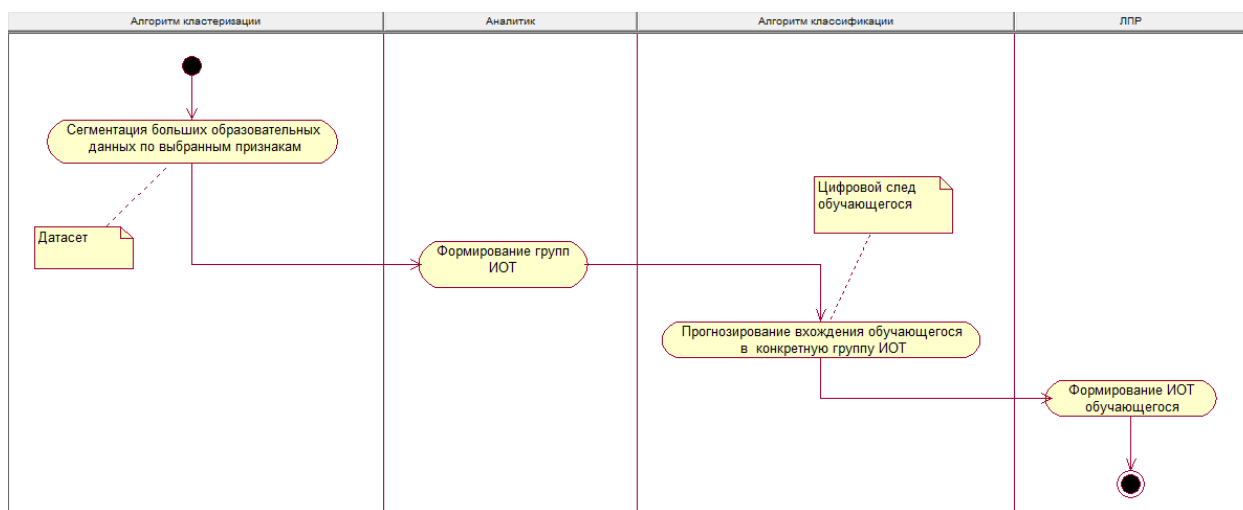 Алгоритм кластеризации
Аналитик
Алгоритм классификации
ЛПР
Сегментация больших образовательных
данных по выбранным признакам
Датасет
Формирование групп
ИОТ
Цифровой след
обучающегося
Прогнозирование вхождения обучающегося
в конкретную группу ИОТ
Формирование ИОТ
обучающегося